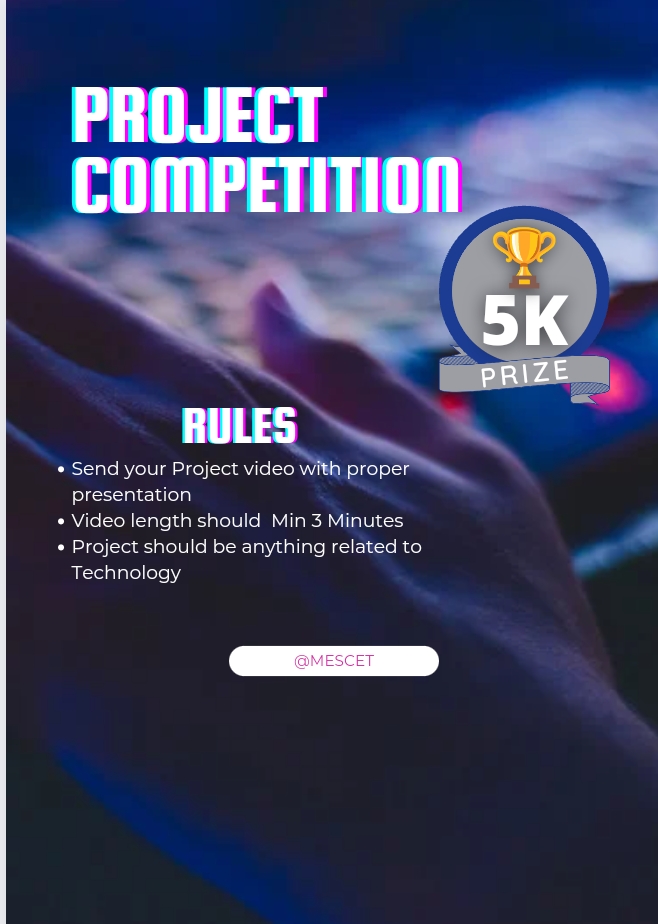 PROJECT
COMPETITION
5K
PRIZE
RULES
• Send your Project video with proper
presentation
• Video length should  Min 3 Minutes
• Project should be anything related to
Technology
@MESCET